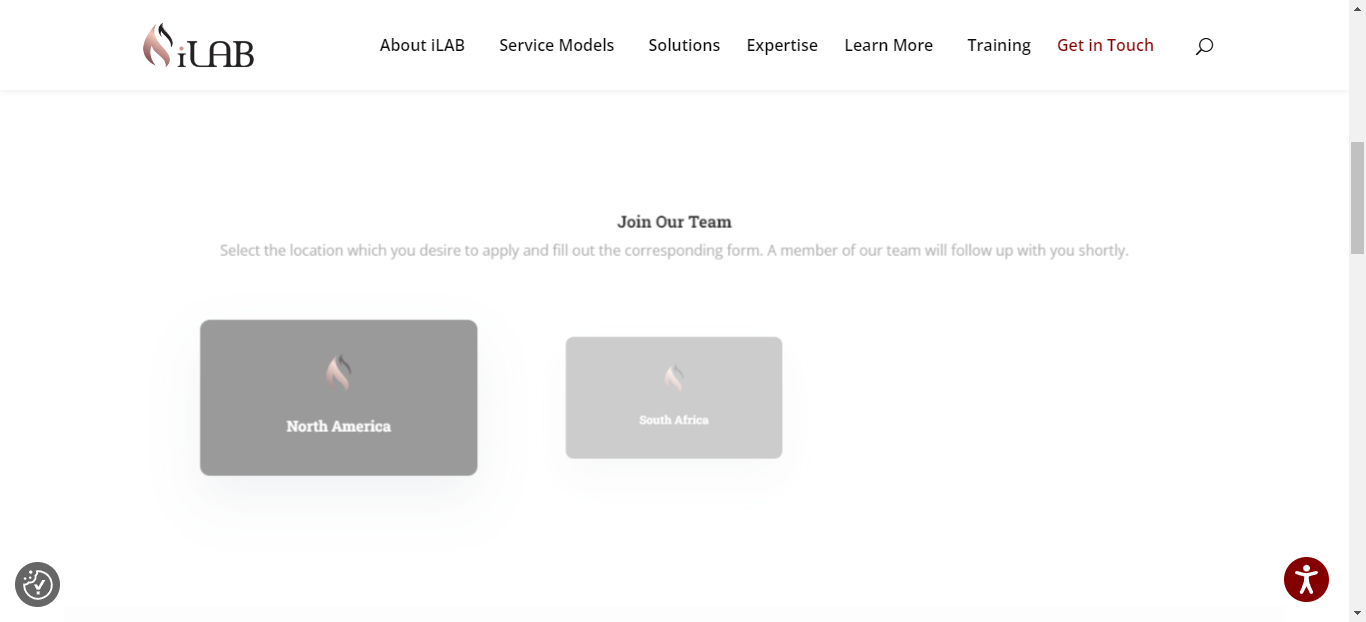 iLAB
About iLAB
Service Models
Solutions
Expertise
Learn More
Training
Get in Touch
Join Our Team
Select the location which you desire to apply and fill out the corresponding form. A member of our team will follow up with you shortly.
North America
South Africa